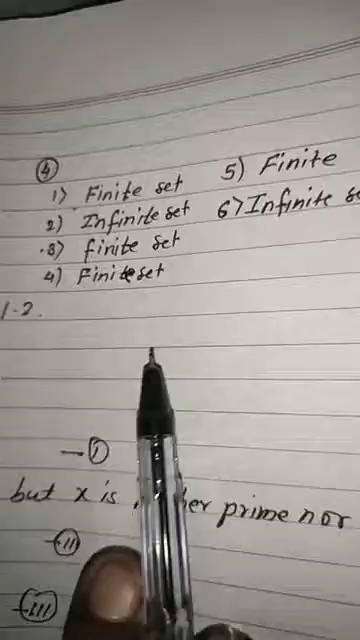 ④
1) Finite set 5) Finite
2) Infinite set 6) Infinite
3) finite set
4) Finite set
1.2.
—ⓘ
but x is prime nor
—(ii)
—(iii)